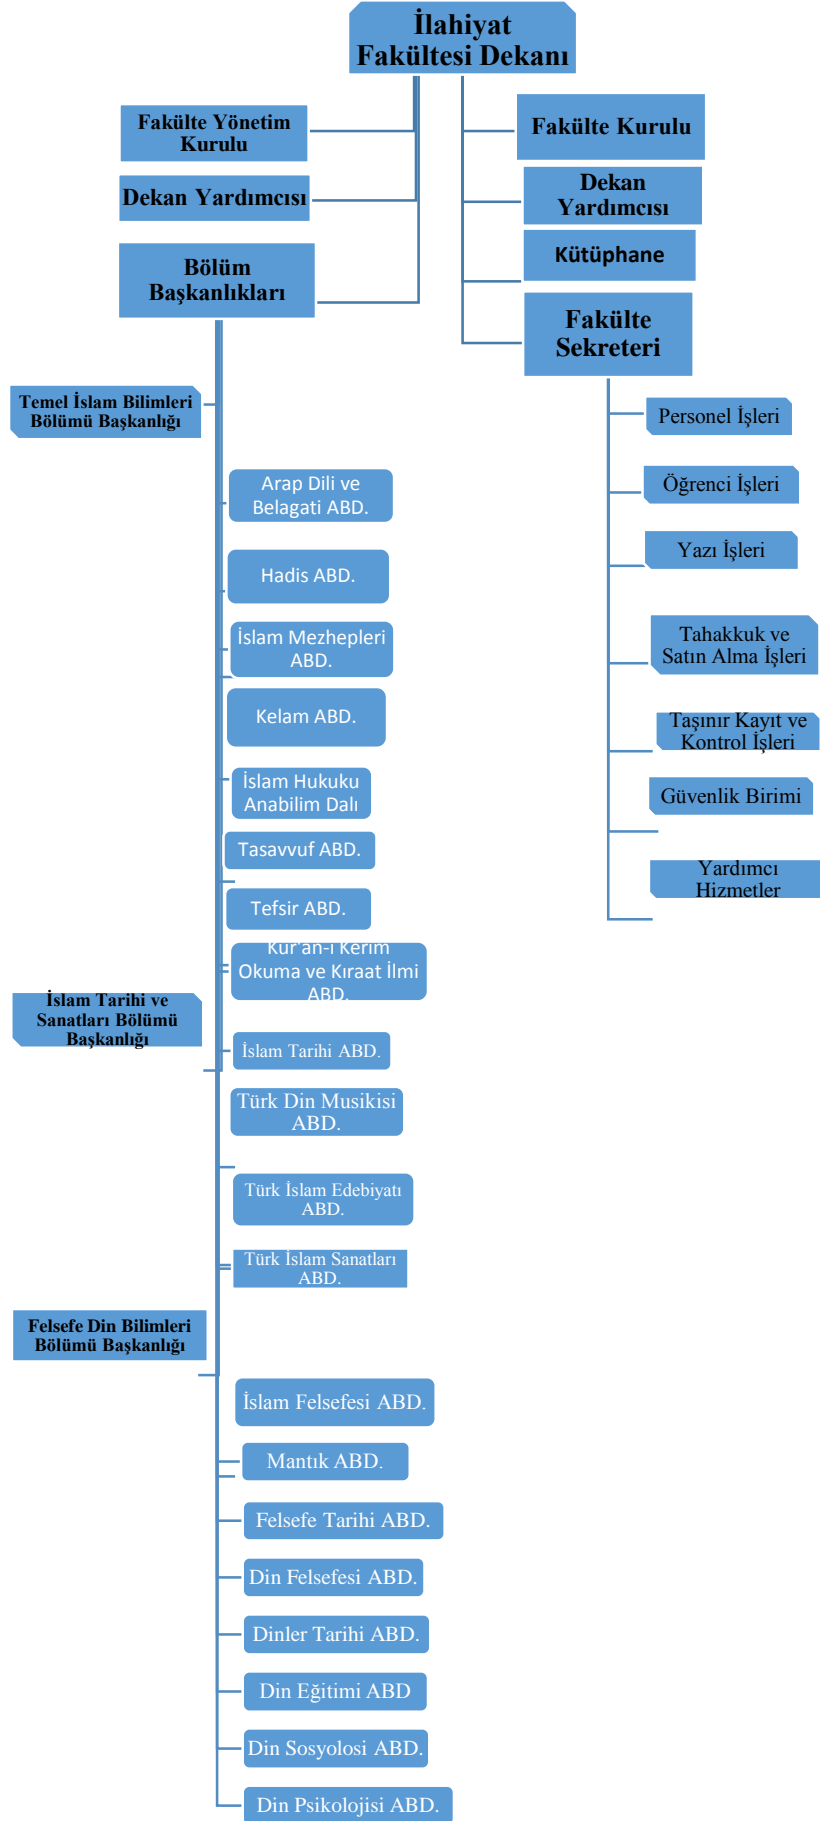 İlahiyat
Fakültesi Dekanı
Fakülte Yönetim
Kurulu
Fakülte Kurulu
Dekan Yardımcısı
Dekan
Yardımcısı
Kütüphane
Bölüm
Başkanlıkları
Fakülte
Sekreteri
Temel İslam Bilimleri
Bölümü Başkanlığı
Arap Dili ve
Belagati ABD.
Hadis ABD.
İslam Mezhepleri
ABD.
Kelam ABD.
İslam Hukuku
Anabilim Dalı
Tasavvuf ABD.
Tefsir ABD.
Kur'an-ı Kerim
Okuma ve Kıraat İlmi
ABD.
İslam Tarihi ve
Sanatları Bölümü
Başkanlığı
İslam Tarihi ABD.
Türk Din Musikisi
ABD.
Türk İslam Edebiyatı
ABD.
Türk İslam Sanatları
ABD.
Felsefe Din Bilimleri
Bölümü Başkanlığı
İslam Felsefesi ABD.
Mantık ABD.
Felsefe Tarihi ABD.
Din Felsefesi ABD.
Dinler Tarihi ABD.
Din Eğitimi ABD
Din Sosyolosi ABD.
Din Psikolojisi ABD.
Personel İşleri
Öğrenci İşleri
Yazı İşleri
Tahakkuk ve
Satın Alma İşleri
Taşınır Kayıt ve
Kontrol İşleri
Güvenlik Birimi
Yardımcı
Hizmetler